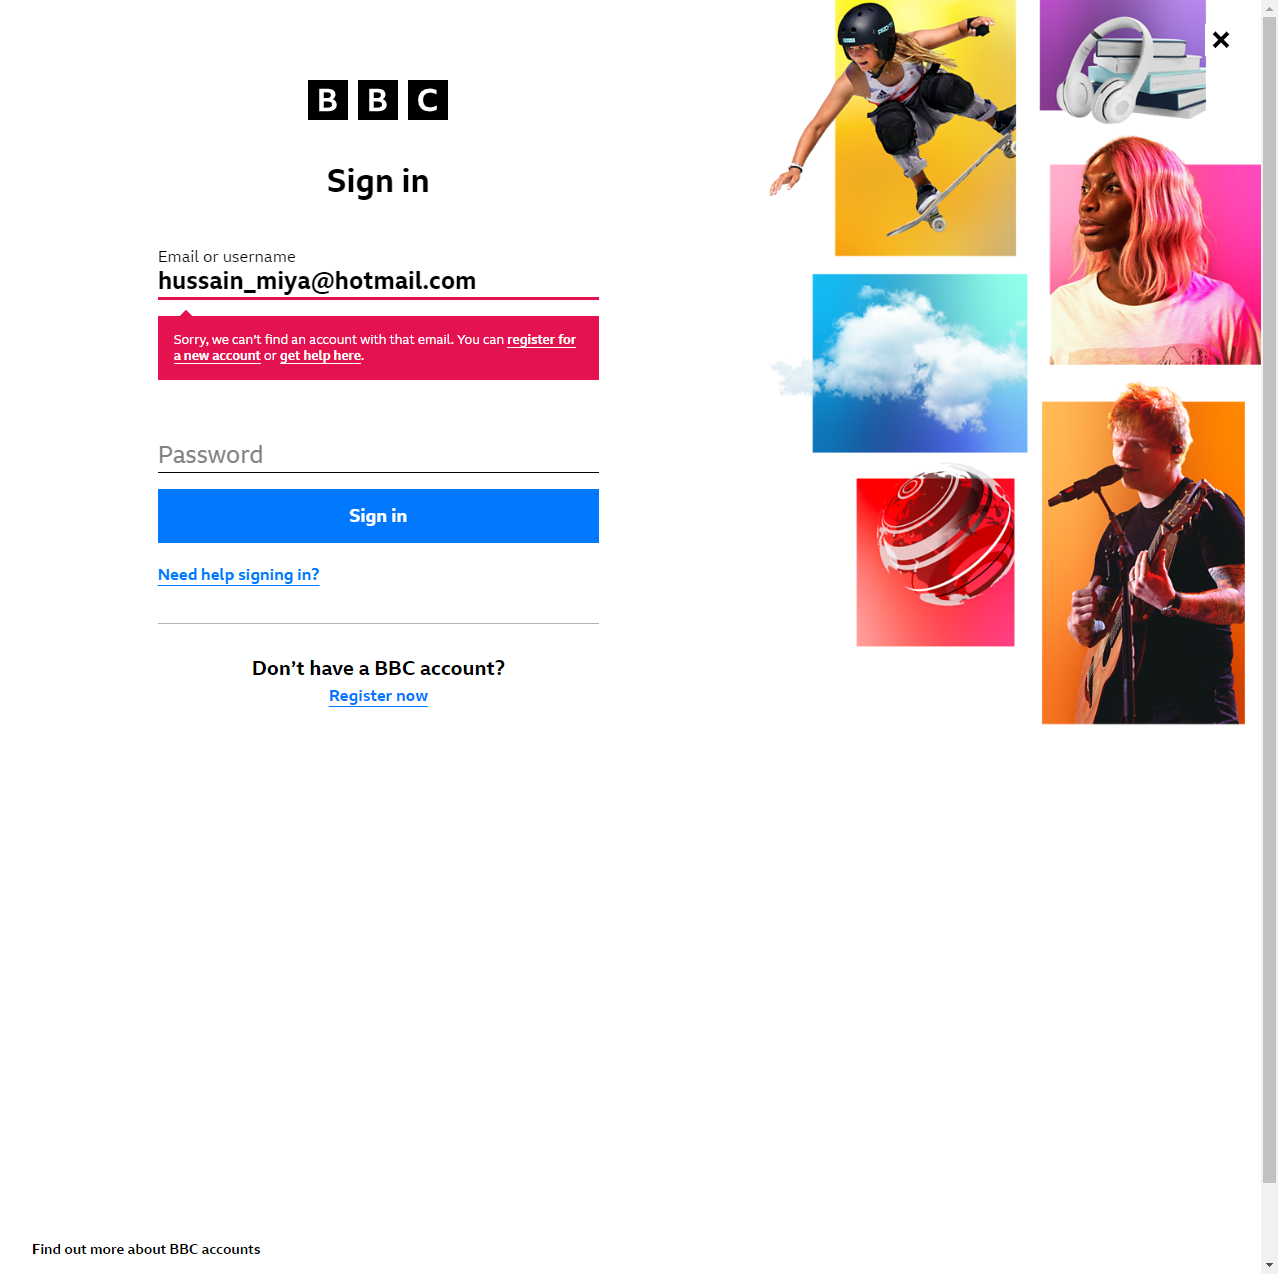 BBC
Sign in
Email or username
hussain_miya@hotmail.com
Sorry, we can’t find an account with that email. You can register for
a new account or get help here.
Password
Sign in
Need help signing in?
Don’t have a BBC account?
Register now
Find out more about BBC accounts